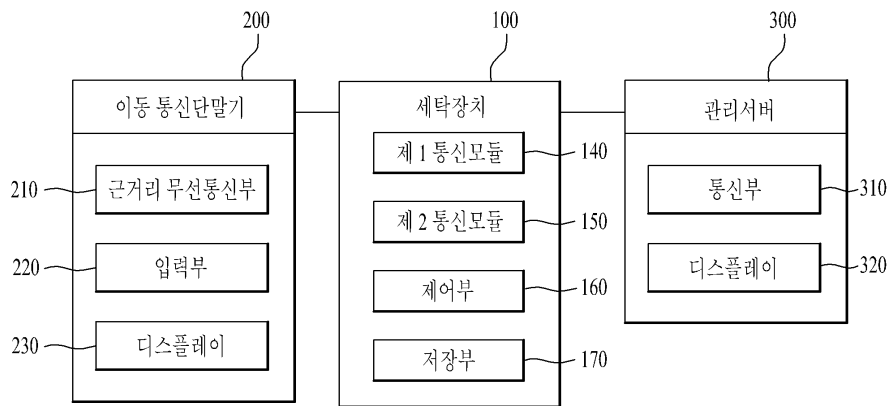 200
100
300
이동 통신단말기
세탁장치
관리서버
210
근거리 무선통신부
220
입력부
230
디스플레이
제 1 통신모듈
140
제 2 통신모듈
150
제어부
160
저장부
170
통신부
310
디스플레이
320